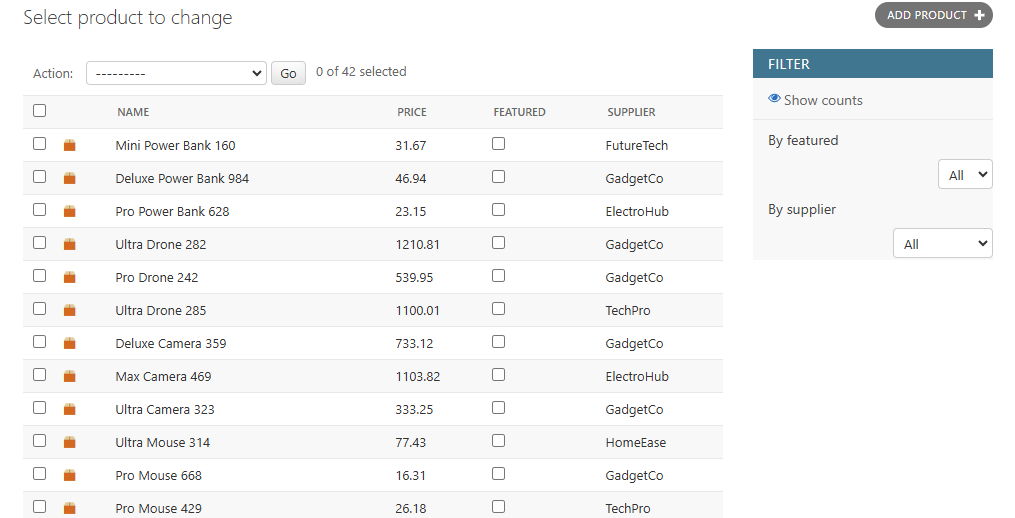 Select product to change
ADD PRODUCT +
Action: --------- Go 0 of 42 selected
FILTER
Show counts
By featured
All
By supplier
All
NAME PRICE FEATURED SUPPLIER
Mini Power Bank 160 31.67 FutureTech
Deluxe Power Bank 984 46.94 GadgetCo
Pro Power Bank 628 23.15 ElectroHub
Ultra Drone 282 1210.81 GadgetCo
Pro Drone 242 539.95 GadgetCo
Ultra Drone 285 1100.01 TechPro
Deluxe Camera 359 733.12 GadgetCo
Max Camera 469 1103.82 ElectroHub
Ultra Camera 323 333.25 GadgetCo
Ultra Mouse 314 77.43 HomeEase
Pro Mouse 668 16.31 GadgetCo
Pro Mouse 429 26.18 TechPro